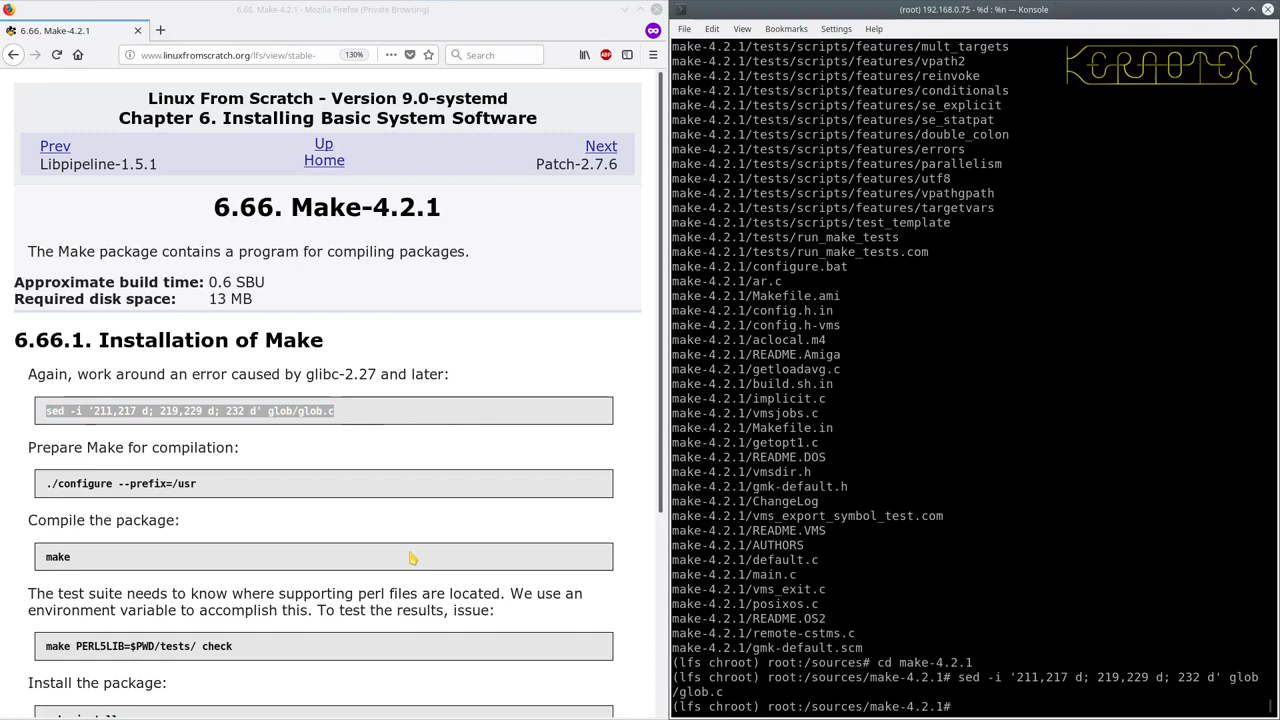 6.66. Make-4.2.1 - Mozilla Firefox (Private Browsing)
6.66. Make-4.2.1
www.linuxfromscratch.org/lfs/view/stable-
130%
Search
Linux From Scratch - Version 9.0-systemd
Chapter 6. Installing Basic System Software
Prev
Up
Next
Libpipeline-1.5.1
Home
Patch-2.7.6
6.66. Make-4.2.1
The Make package contains a program for compiling packages.
Approximate build time: 0.6 SBU
Required disk space: 13 MB
6.66.1. Installation of Make
Again, work around an error caused by glibc-2.27 and later:
sed -i '211,217 d; 219,229 d; 232 d' glob/glob.c
Prepare Make for compilation:
./configure --prefix=/usr
Compile the package:
make
The test suite needs to know where supporting perl files are located. We use an
environment variable to accomplish this. To test the results, issue:
make PERL5LIB=$PWD/tests/ check
Install the package:
(root) 192.168.0.75 - %d : %n — Konsole
File Edit View Bookmarks Settings Help
KERAOTEX
make-4.2.1/tests/scripts/features/mult_targets
make-4.2.1/tests/scripts/features/vpath2
make-4.2.1/tests/scripts/features/reinvoke
make-4.2.1/tests/scripts/features/conditionals
make-4.2.1/tests/scripts/features/se_explicit
make-4.2.1/tests/scripts/features/se_statpat
make-4.2.1/tests/scripts/features/double_colon
make-4.2.1/tests/scripts/features/errors
make-4.2.1/tests/scripts/features/parallelism
make-4.2.1/tests/scripts/features/utf8
make-4.2.1/tests/scripts/features/vpathgpath
make-4.2.1/tests/scripts/features/targetvars
make-4.2.1/tests/scripts/test_template
make-4.2.1/tests/run_make_tests
make-4.2.1/tests/run_make_tests.com
make-4.2.1/configure.bat
make-4.2.1/ar.c
make-4.2.1/Makefile.ami
make-4.2.1/config.h.in
make-4.2.1/config.h-vms
make-4.2.1/aclocal.m4
make-4.2.1/README.Amiga
make-4.2.1/getloadavg.c
make-4.2.1/build.sh.in
make-4.2.1/implicit.c
make-4.2.1/vmsjobs.c
make-4.2.1/Makefile.in
make-4.2.1/getopt1.c
make-4.2.1/README.DOS
make-4.2.1/vmsdir.h
make-4.2.1/gmk-default.h
make-4.2.1/ChangeLog
make-4.2.1/vms_export_symbol_test.com
make-4.2.1/README.VMS
make-4.2.1/AUTHORS
make-4.2.1/default.c
make-4.2.1/main.c
make-4.2.1/vms_exit.c
make-4.2.1/posixos.c
make-4.2.1/README.OS2
make-4.2.1/remote-cstms.c
make-4.2.1/gmk-default.scm
(lfs chroot) root:/sources# cd make-4.2.1
(lfs chroot) root:/sources/make-4.2.1# sed -i '211,217 d; 219,229 d; 232 d' glob
/glob.c
(lfs chroot) root:/sources/make-4.2.1#